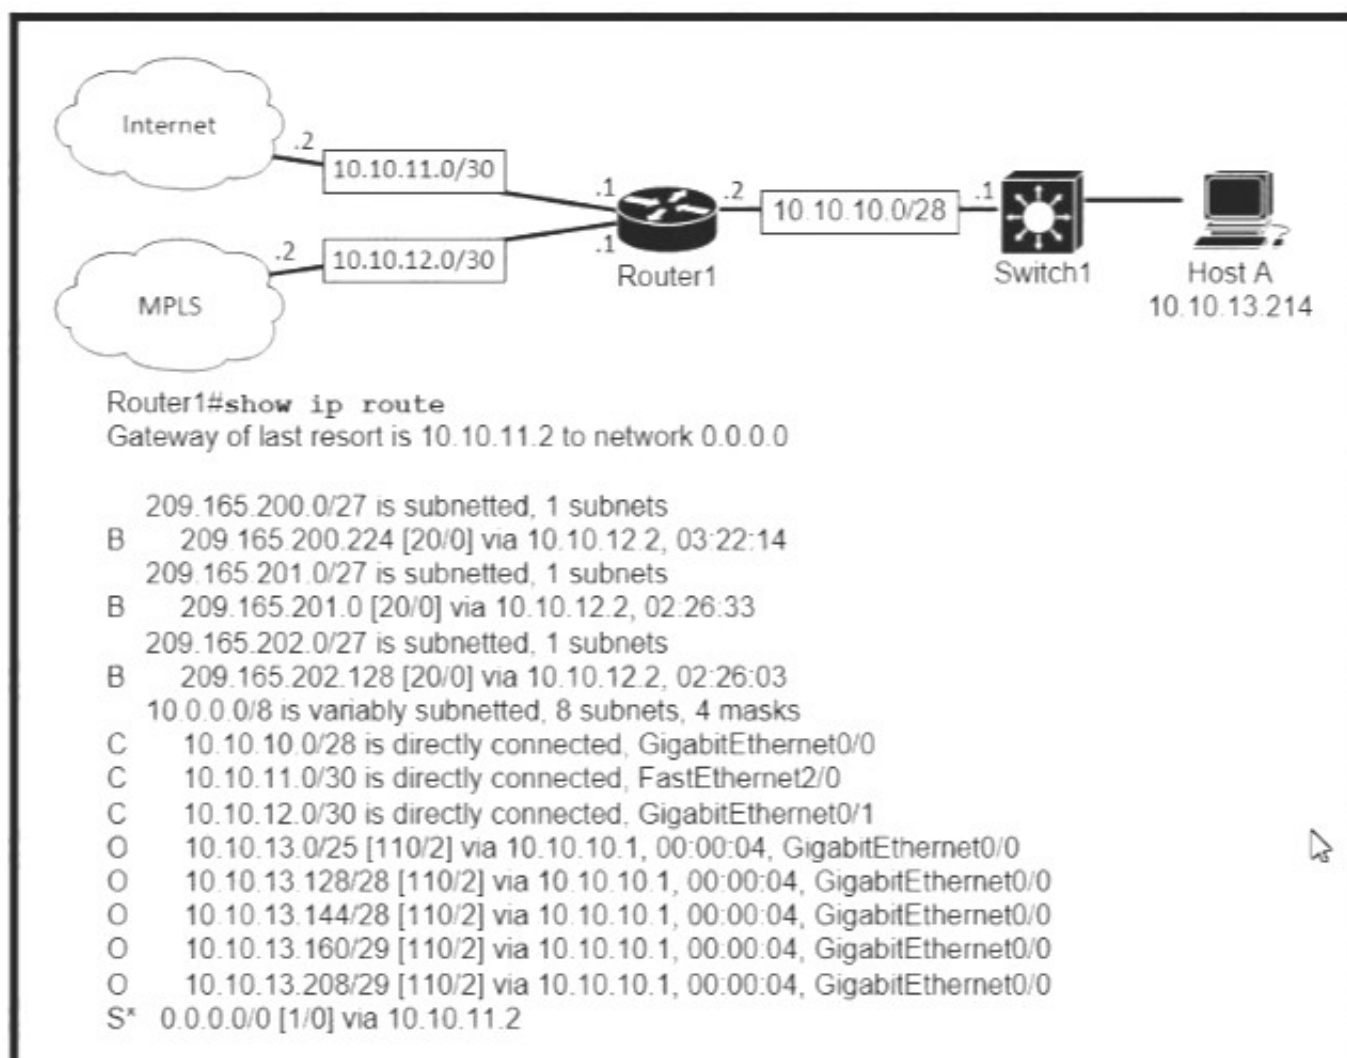 Internet
.2
10.10.11.0/30
.1
.2
10.10.10.0/28
.1
.2
10.10.12.0/30
.1
Router1
Switch1
Host A
MPLS
10.10.13.214
Router1#show ip route
Gateway of last resort is 10.10.11.2 to network 0.0.0.0
209.165.200.0/27 is subnetted, 1 subnets
B 209.165.200.224 [20/0] via 10.10.12.2, 03:22:14
209.165.201.0/27 is subnetted, 1 subnets
B 209.165.201.0 [20/0] via 10.10.12.2, 02:26:33
209.165.202.0/27 is subnetted, 1 subnets
B 209.165.202.128 [20/0] via 10.10.12.2, 02:26:03
10.0.0.0/8 is variably subnetted, 8 subnets, 4 masks
C 10.10.10.0/28 is directly connected, GigabitEthernet0/0
C 10.10.11.0/30 is directly connected, FastEthernet2/0
C 10.10.12.0/30 is directly connected, GigabitEthernet0/1
O 10.10.13.0/25 [110/2] via 10.10.10.1, 00:00:04, GigabitEthernet0/0
O 10.10.13.128/28 [110/2] via 10.10.10.1, 00:00:04, GigabitEthernet0/0
O 10.10.13.144/28 [110/2] via 10.10.10.1, 00:00:04, GigabitEthernet0/0
O 10.10.13.160/29 [110/2] via 10.10.10.1, 00:00:04, GigabitEthernet0/0
O 10.10.13.208/29 [110/2] via 10.10.10.1, 00:00:04, GigabitEthernet0/0
S* 0.0.0.0/0 [1/0] via 10.10.11.2